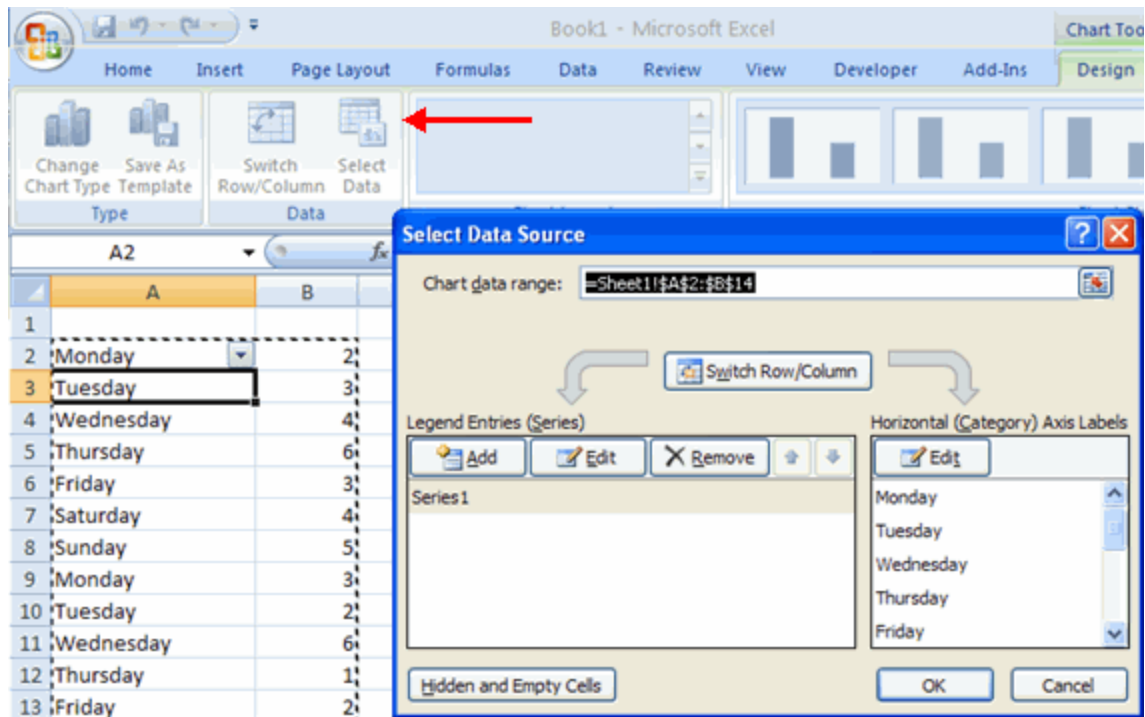 Book1 - Microsoft Excel
Chart Too
Home Insert Page Layout Formulas Data Review View Developer Add-Ins Design
Change Chart Type
Save As Template
Switch Row/Column
Select Data
Type
Data
A2
fx
Select Data Source
Chart data range: =Sheet1!$A$2:$B$14
Switch Row/Column
Legend Entries (Series)
Add Edit Remove
Series1
Horizontal (Category) Axis Labels
Edit
Monday
Tuesday
Wednesday
Thursday
Friday
Hidden and Empty Cells
OK
Cancel
A B
1
2 Monday 2
3 Tuesday 3
4 Wednesday 4
5 Thursday 6
6 Friday 3
7 Saturday 4
8 Sunday 5
9 Monday 3
10 Tuesday 2
11 Wednesday 6
12 Thursday 1
13 Friday 2